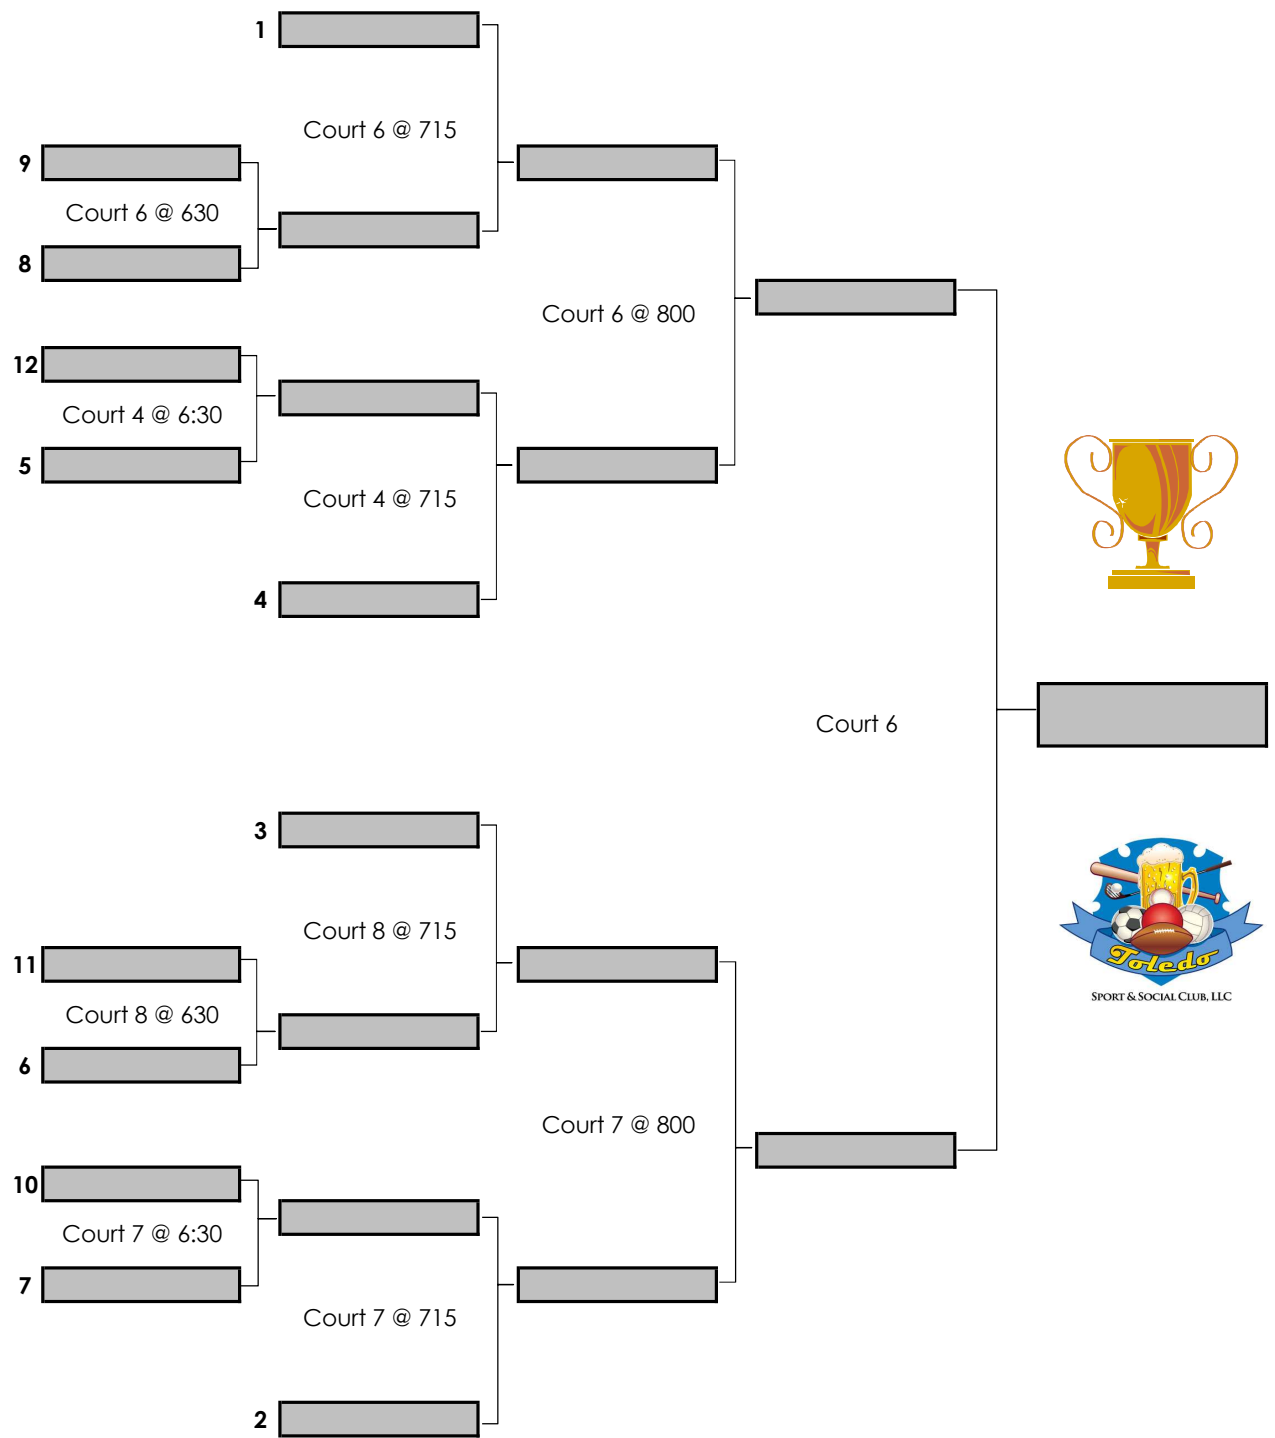 1
Court 6 @ 715
9
Court 6 @ 630
8
Court 6 @ 800
12
Court 4 @ 6:30
5
Court 4 @ 715
4
Court 6
3
Court 8 @ 715
11
Court 8 @ 630
6
Court 7 @ 800
10
Court 7 @ 6:30
7
Court 7 @ 715
2
Toledo
SPORT & SOCIAL CLUB, LLC